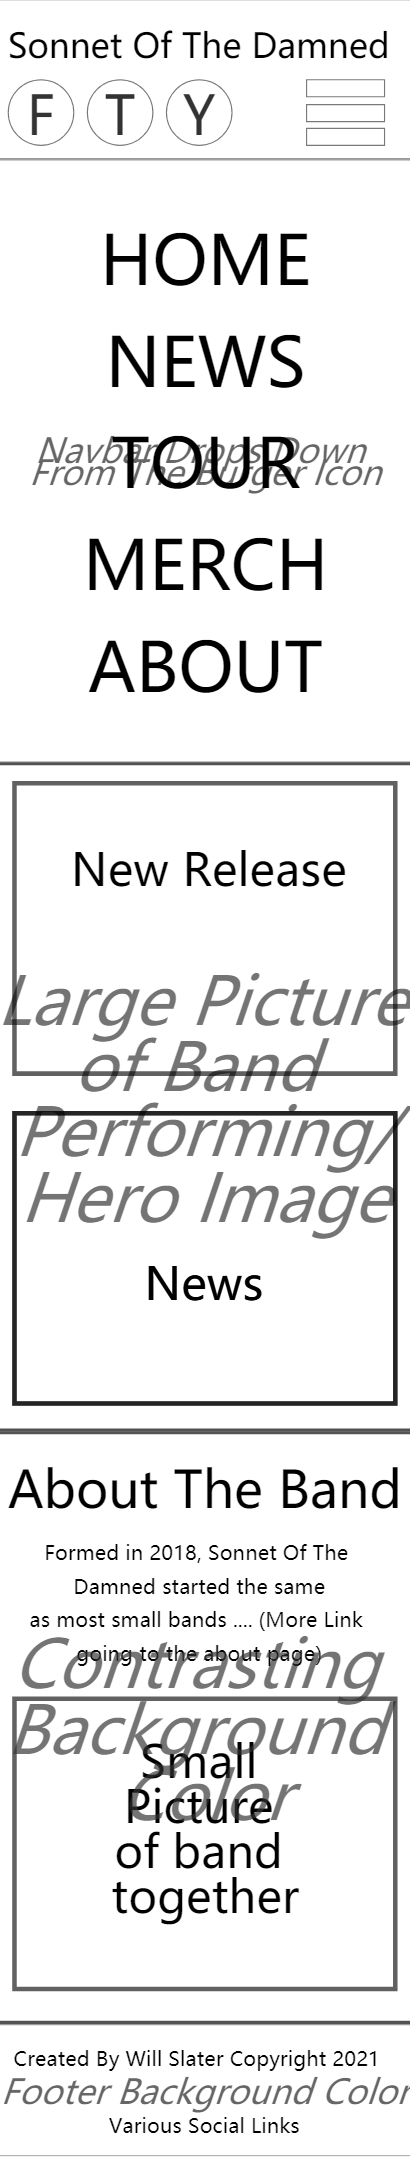 Sonnet Of The Damned
F T Y
HOME
NEWS
TOUR
Navbar Drops Down
From The Burger Icon
MERCH
ABOUT
New Release
Large Picture
of Band
Performing/
Hero Image
News
About The Band
Formed in 2018, Sonnet Of The
Damned started the same
as most small bands .... (More Link
going to the about page)
Contrasting
Background
Color
Small
Picture
of band
together
Created By Will Slater Copyright 2021
Footer Background Color
Various Social Links